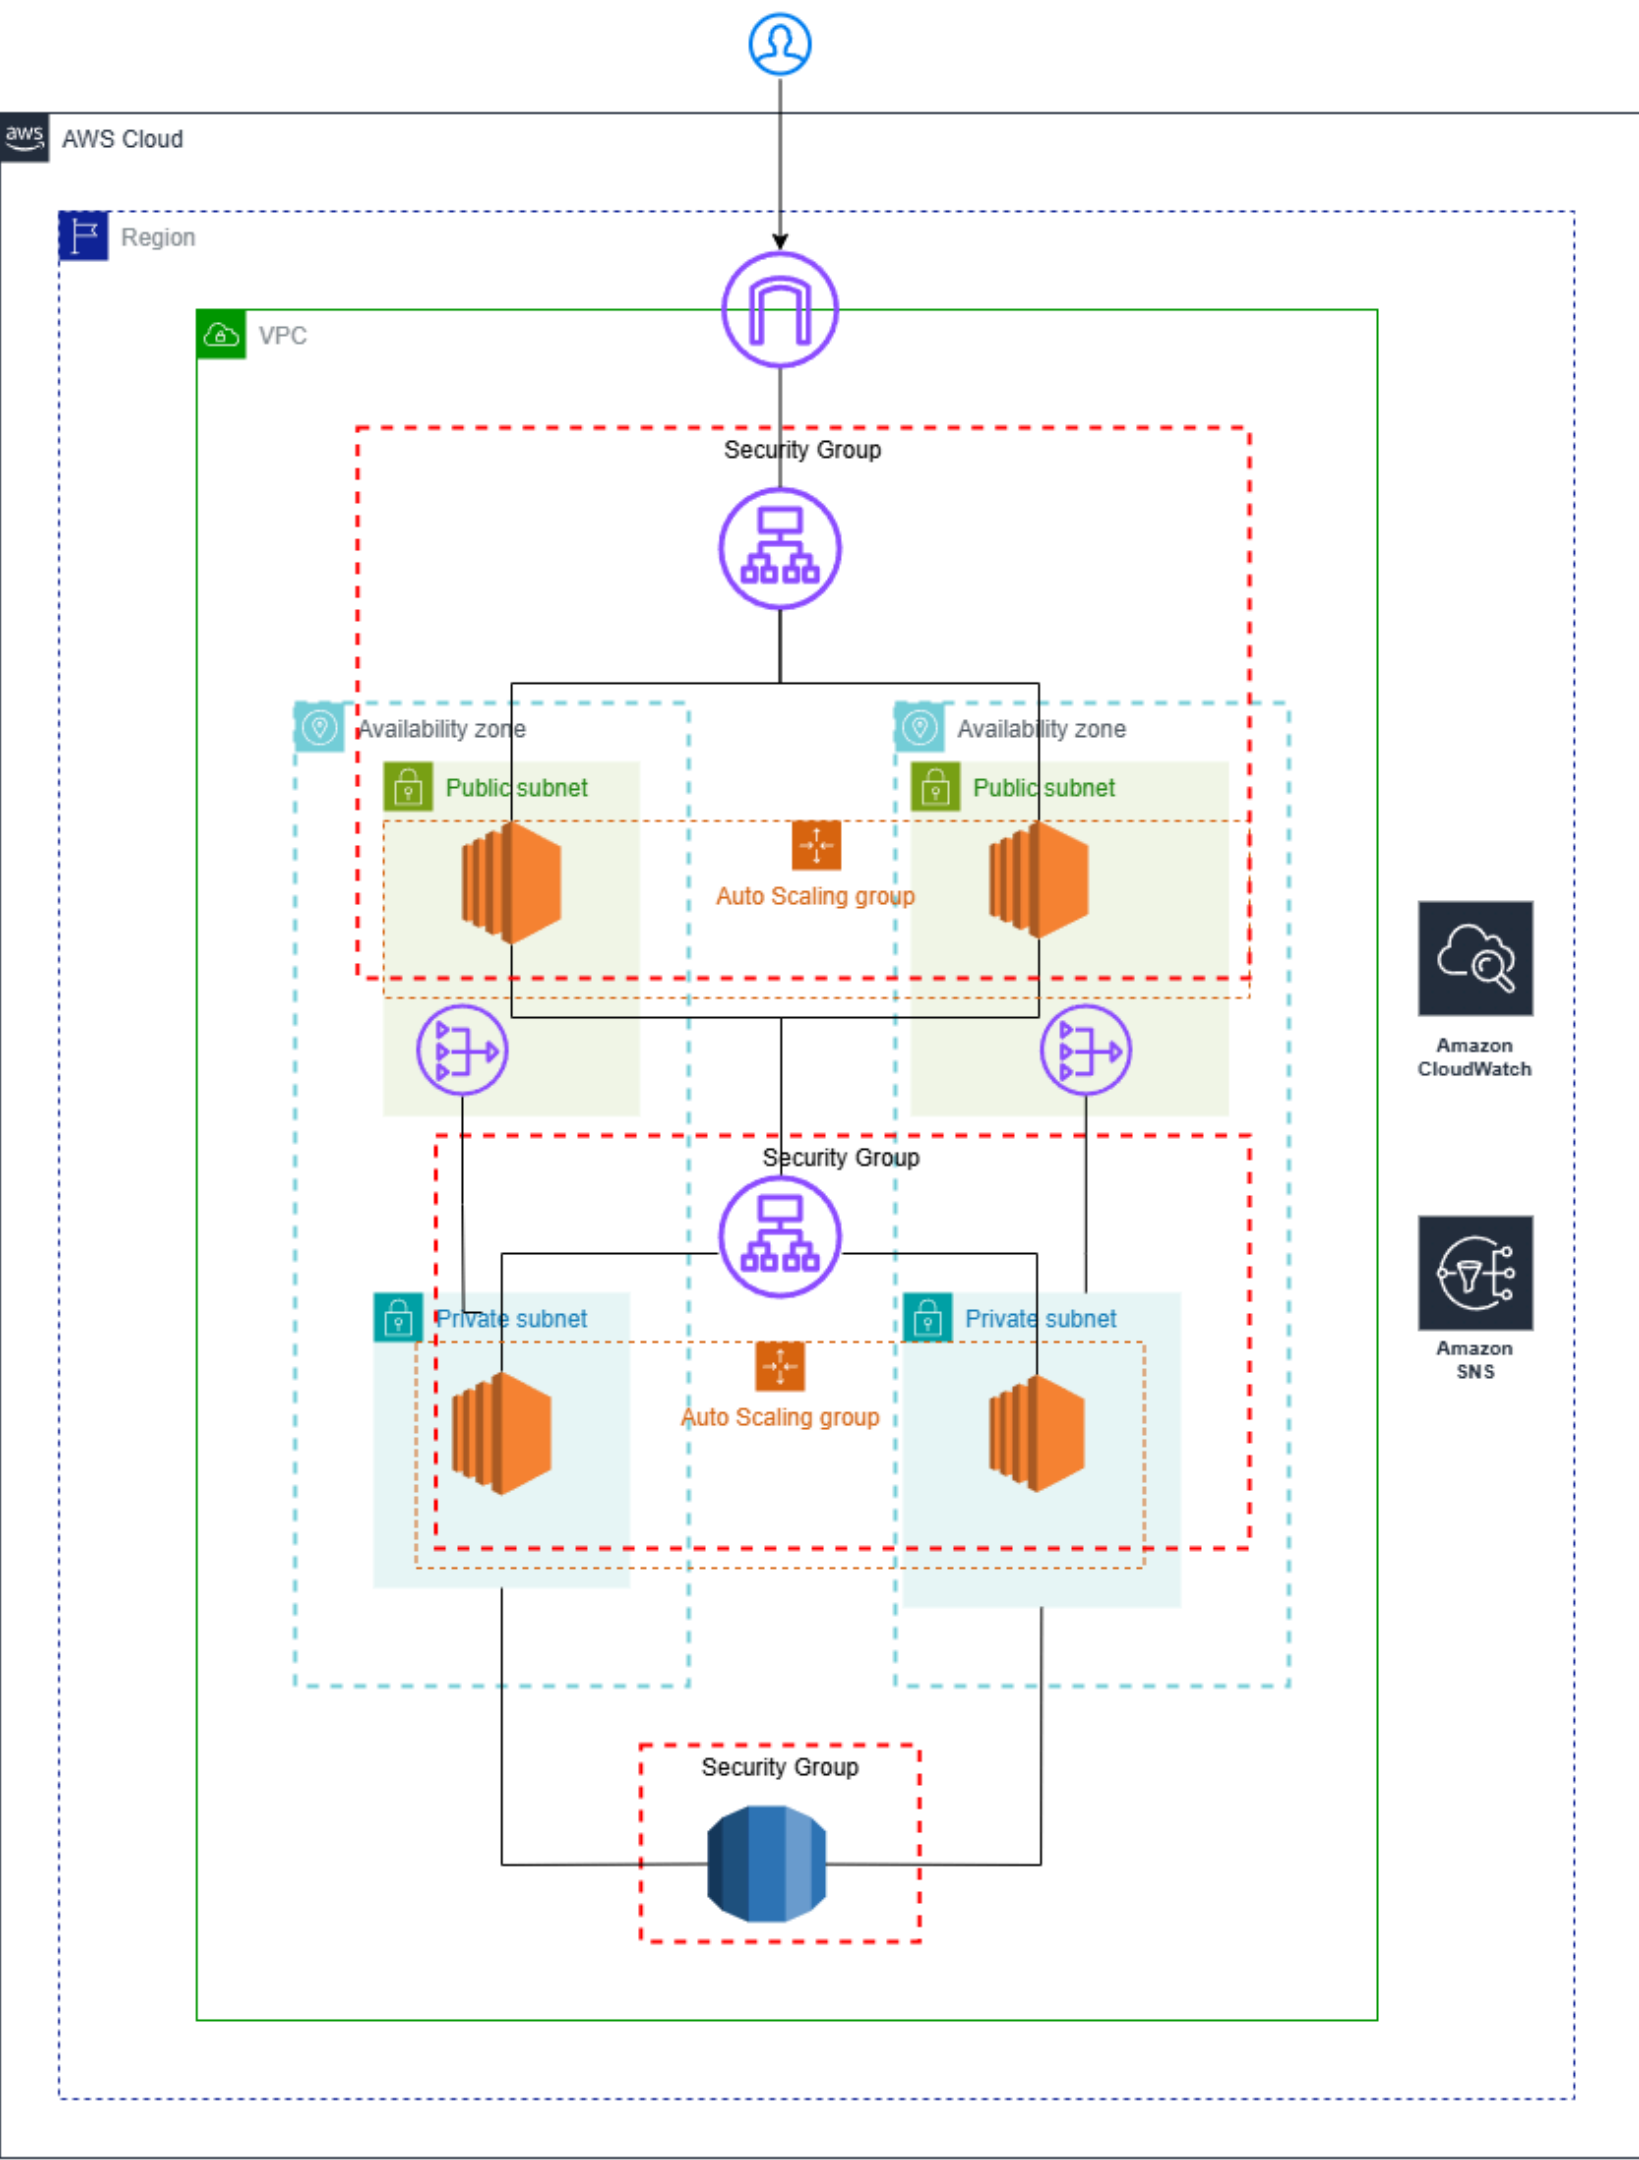 aws
AWS Cloud
Region
VPC
Security Group
Availability zone
Availability zone
Public subnet
Public subnet
Auto Scaling group
Amazon
CloudWatch
Security Group
Private subnet
Private subnet
Auto Scaling group
Amazon
SNS
Security Group